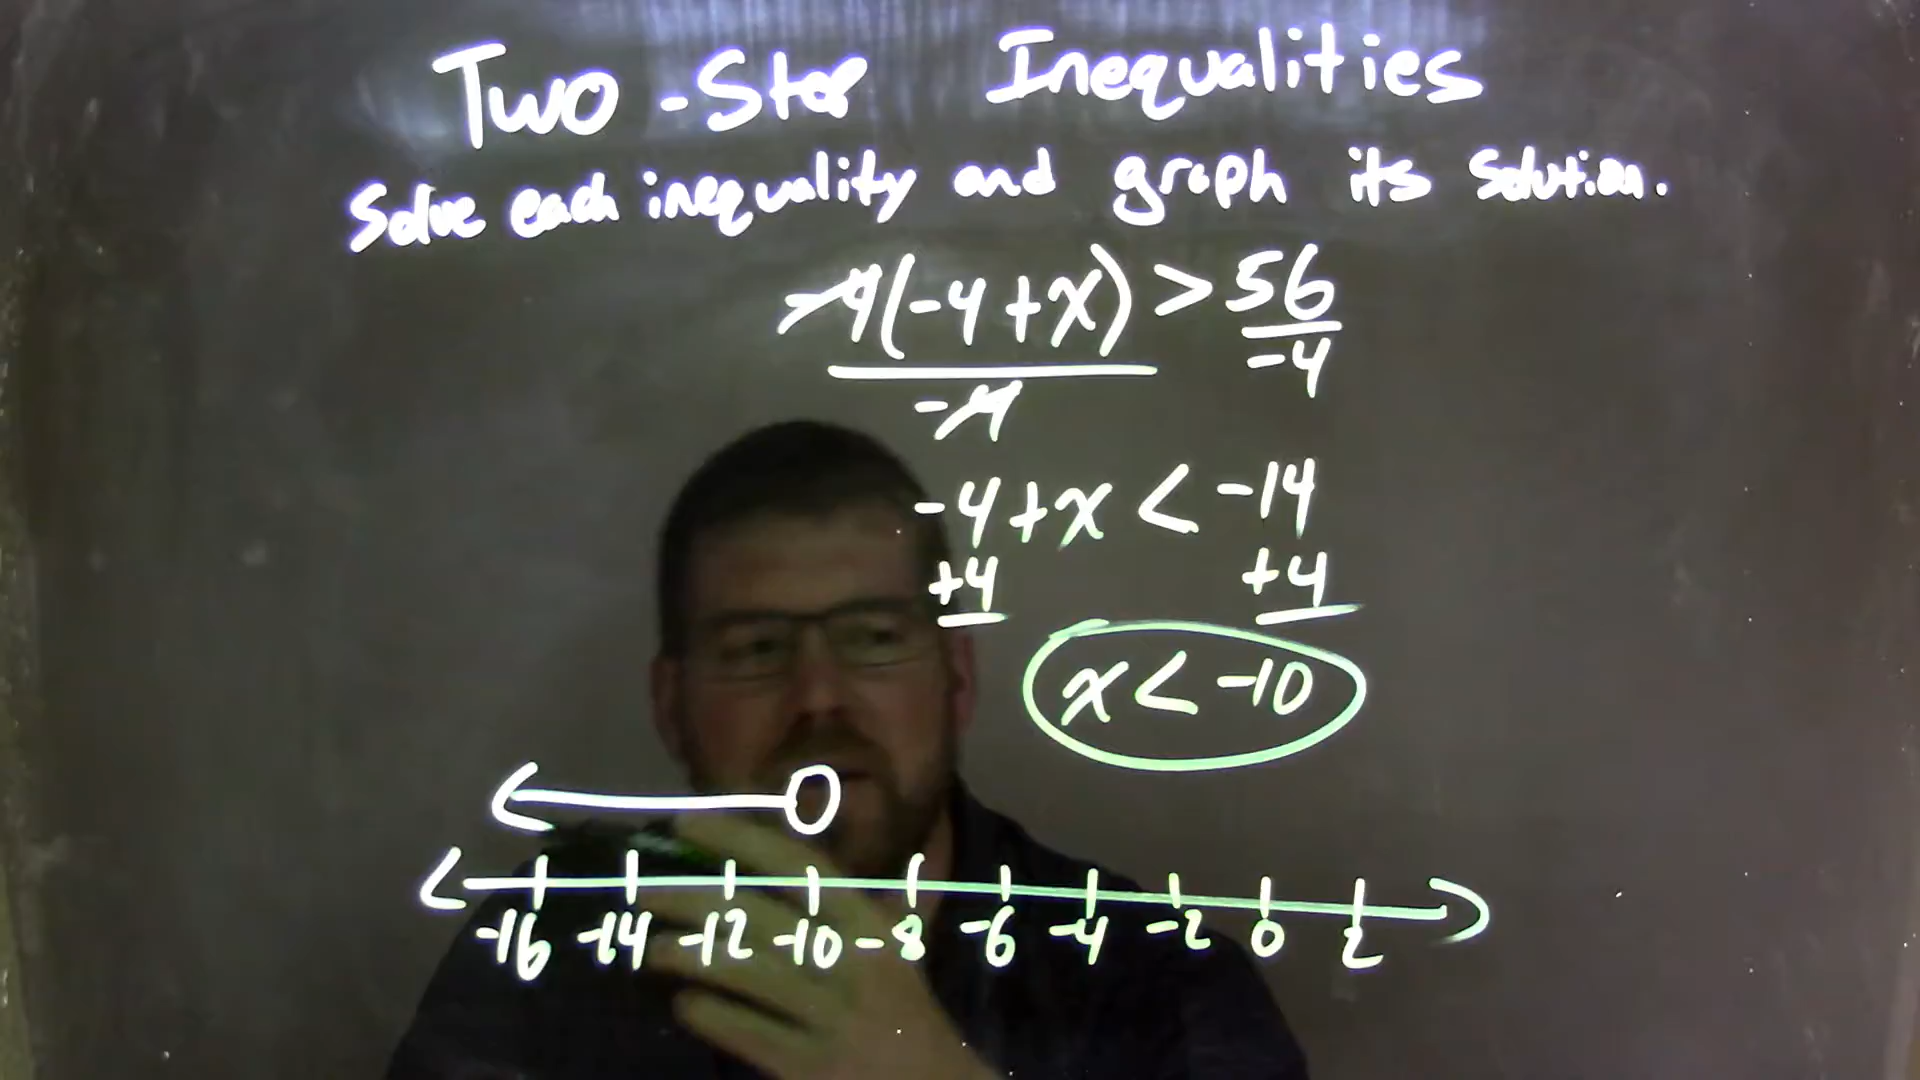 Two-Step Inequalities
Solve each inequality and graph its solution.
-4(-4+x) > 56
-4 -4
-4+x < -14
+4 +4
x < -10
-16 -14 -12 -10 -8 -6 -4 -2 0 2